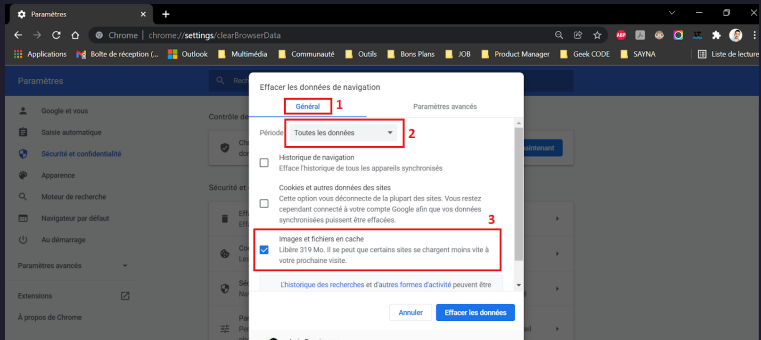 Paramètres
Chrome | chrome://settings/clearBrowserData
Applications
Boîte de réception (...
Outlook
Multimédia
Communauté
Outils
Bons Plans
JOB
Product Manager
Geek CODE
SAYNA
Liste de lecture
Paramètres
Rech
Google et vous
Saisie automatique
Sécurité et confidentialité
Apparence
Moteur de recherche
Navigateur par défaut
Au démarrage
Paramètres avancés
Extensions
À propos de Chrome
Contrôle de
maintenant
Sécurité et
Effacer les données de navigation
Général
1
Paramètres avancés
Période
Toutes les données
2
Historique de navigation
Efface l'historique de tous les appareils synchronisés
Cookies et autres données des sites
Cette option vous déconnecte de la plupart des sites. Vous restez
cependant connecté à votre compte Google afin que vos données
synchronisées puissent être effacées.
3
Images et fichiers en cache
Libère 319 Mo. Il se peut que certains sites se chargent moins vite à
votre prochaine visite.
L'historique des recherches et d'autres formes d'activité peuvent être
Annuler
Effacer les données